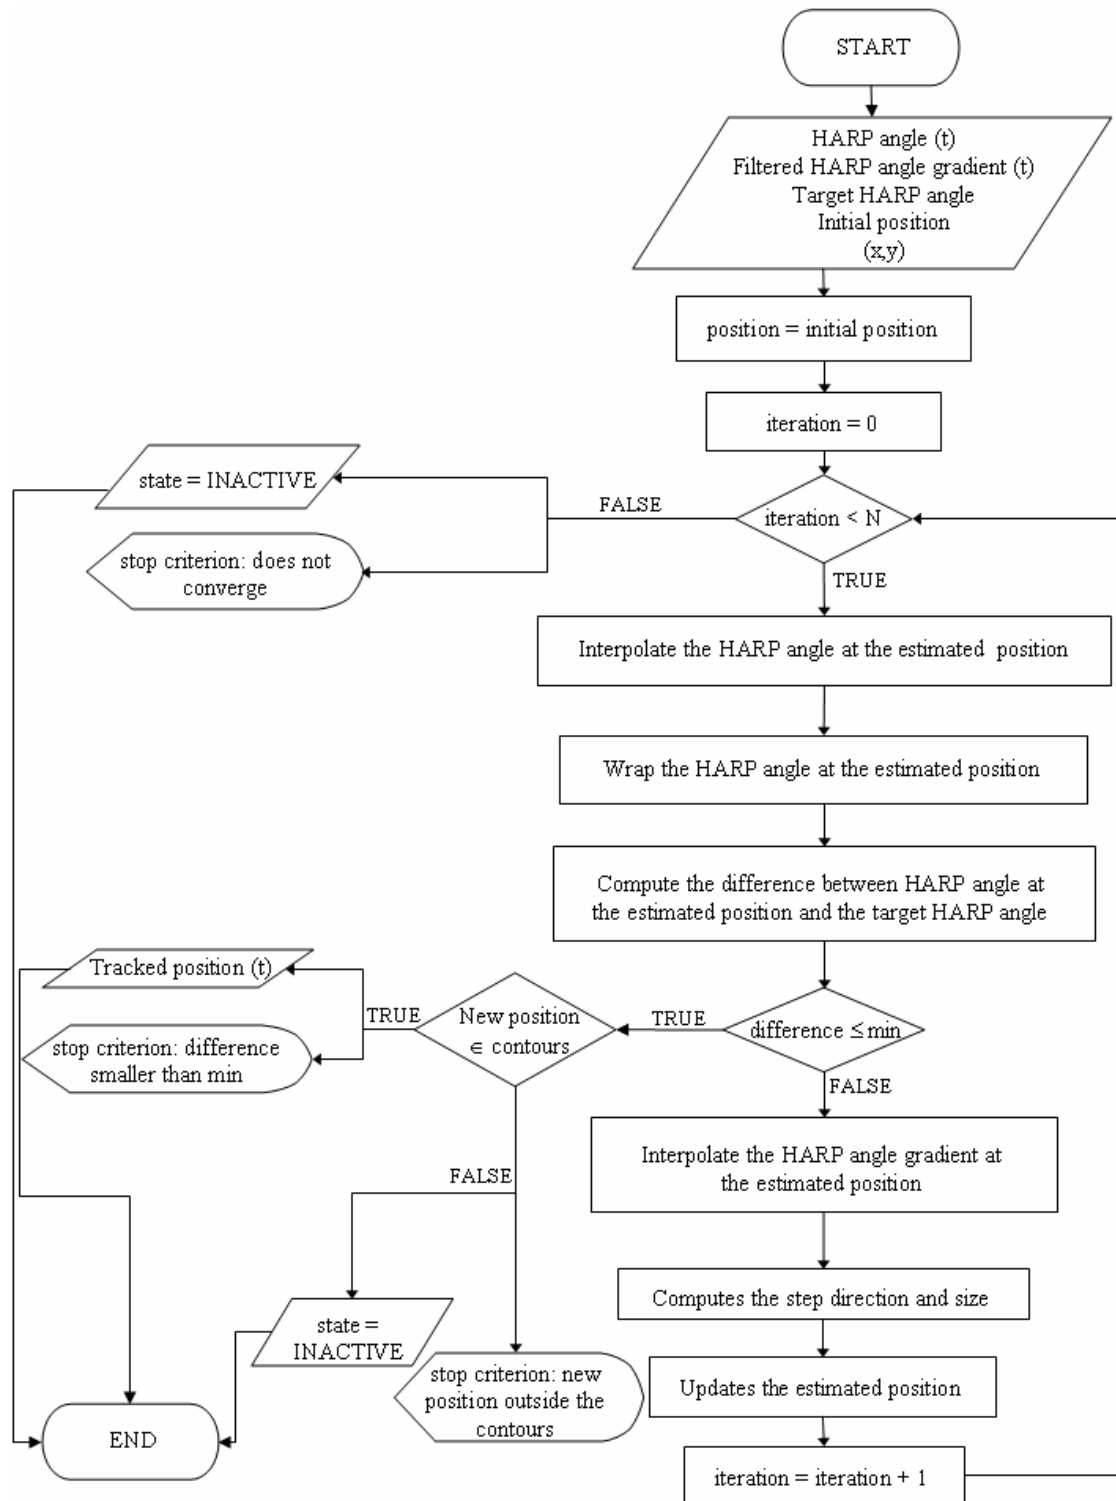 START
HARP angle (t)
Filtered HARP angle gradient (t)
Target HARP angle
Initial position
(x,y)
position = initial position
iteration = 0
iteration < N
FALSE
state = INACTIVE
stop criterion: does not
converge
TRUE
Interpolate the HARP angle at the estimated position
Wrap the HARP angle at the estimated position
Compute the difference between HARP angle at
the estimated position and the target HARP angle
difference ≤ min
TRUE
New position
∈ contours
TRUE
Tracked position (t)
stop criterion: difference
smaller than min
FALSE
Interpolate the HARP angle gradient at
the estimated position
FALSE
state =
INACTIVE
stop criterion: new
position outside the
contours
Computes the step direction and size
Updates the estimated position
iteration = iteration + 1
END